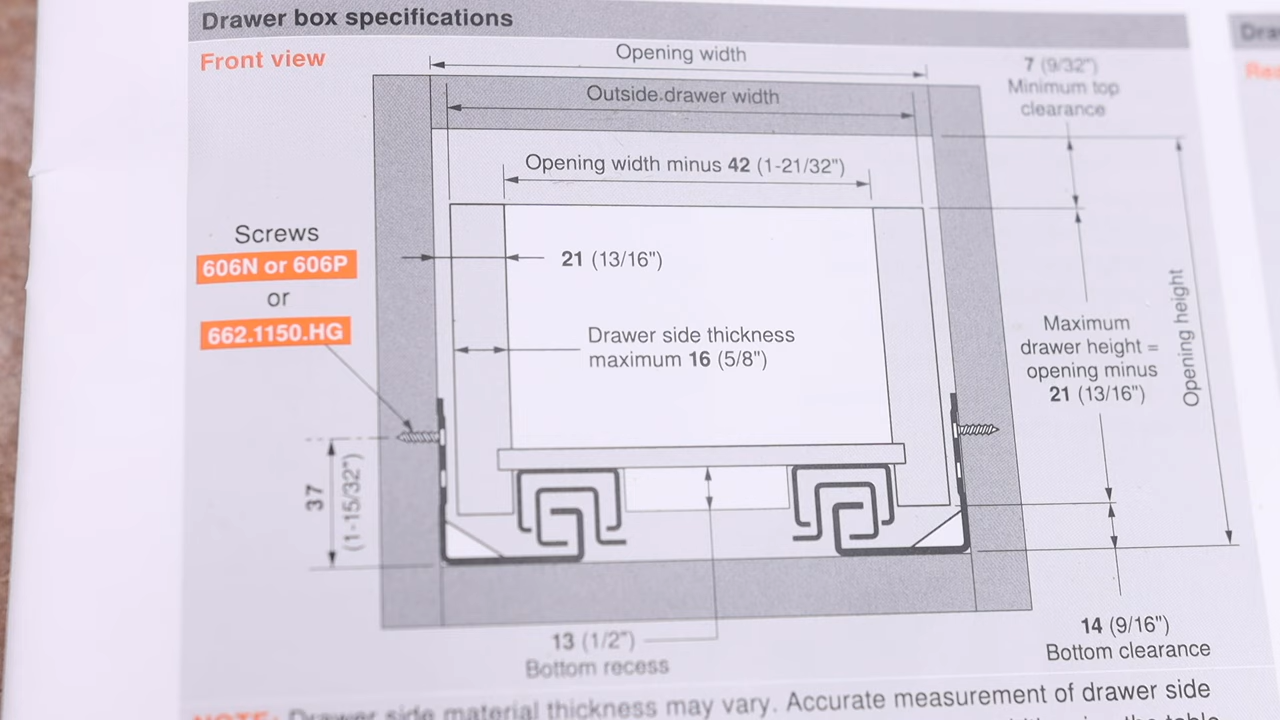 Drawer box specifications
Front view
Opening width
7 (9/32")
Minimum top
clearance
Outside drawer width
Opening width minus 42 (1-21/32")
Screws
606N or 606P
or
662.1150.HG
21 (13/16")
Drawer side thickness
maximum 16 (5/8")
Maximum
drawer height =
opening minus
21 (13/16")
Opening height
37
(1-15/32")
13 (1/2")
Bottom recess
14 (9/16")
Bottom clearance
NOTE: Drawer side material thickness may vary. Accurate measurement of drawer side
the table